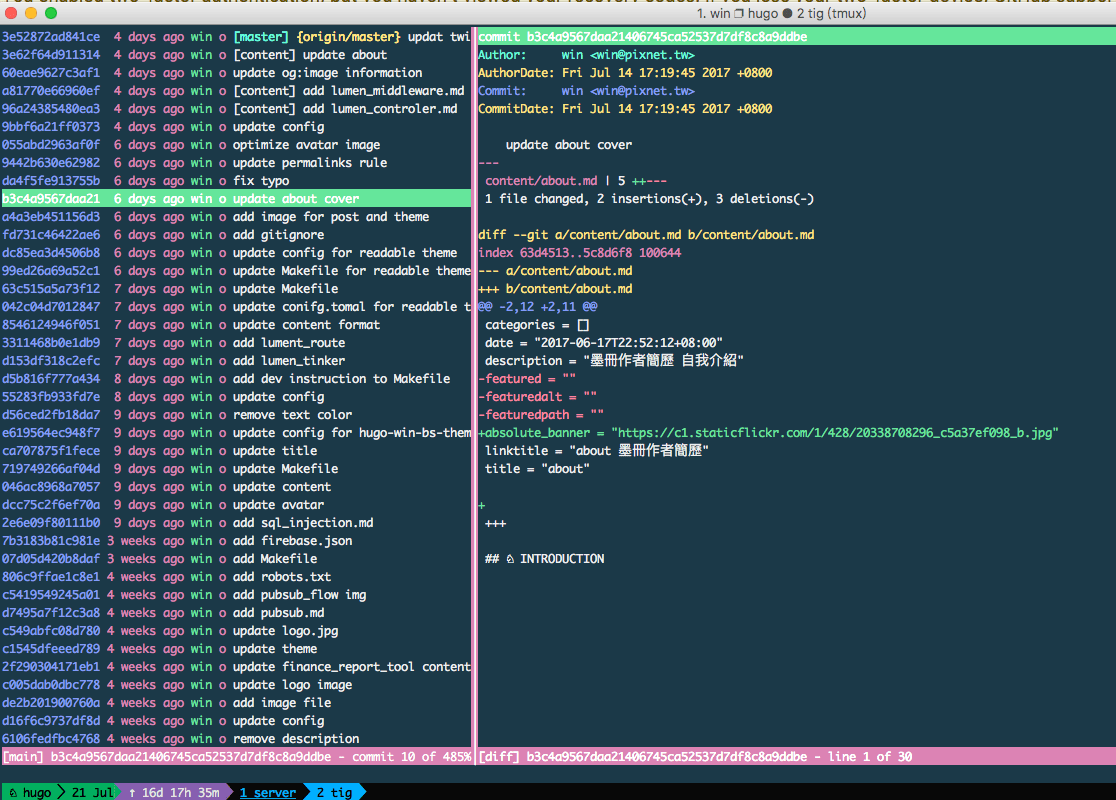 1. win ❐ hugo ● 2 tig (tmux)
3e52872ad841ce 4 days ago win o [master] {origin/master} updat twi
3e62f64d911314 4 days ago win o [content] update about
60eae9627c3af1 4 days ago win o update og:image information
a81770e66960ef 4 days ago win o [content] add lumen_middleware.md
96a24385480ea3 4 days ago win o [content] add lumen_controler.md
9bbf6a21ff0373 4 days ago win o update config
055abd2963af0f 6 days ago win o optimize avatar image
9442b630e62982 6 days ago win o update permalinks rule
da4f5fe913755b 6 days ago win o fix typo
b3c4a9567daa21 6 days ago win o update about cover
a4a3eb451156d3 6 days ago win o add image for post and theme
fd731c46422ae6 6 days ago win o add gitignore
dc85ea3d4506b8 6 days ago win o update config for readable theme
99ed26a69a52c1 6 days ago win o update Makefile for readable theme
63c515a5a73f12 7 days ago win o update Makefile
042c04d7012847 7 days ago win o update conifg.tomal for readable t
8546124946f051 7 days ago win o update content format
3311468b0e1db9 7 days ago win o add lument_route
d153df318c2efc 7 days ago win o add lumen_tinker
d5b816f777a434 8 days ago win o add dev instruction to Makefile
55283fb933fd7e 8 days ago win o update config
d56ced2fb18da7 9 days ago win o remove text color
e619564ec948f7 9 days ago win o update config for hugo-win-bs-them
ca707875f1fece 9 days ago win o update title
719749266af04d 9 days ago win o update Makefile
046ac8968a7057 9 days ago win o update content
dcc75c2f6ef70a 9 days ago win o update avatar
2e6e09f80111b0 9 days ago win o add sql_injection.md
7b3183b81c981e 3 weeks ago win o add firebase.json
07d05d420b8daf 3 weeks ago win o add Makefile
806c9ffae1c8e1 4 weeks ago win o add robots.txt
c5419549245a01 4 weeks ago win o add pubsub_flow img
d7495a7f12c3a8 4 weeks ago win o add pubsub.md
c549abfc08d780 4 weeks ago win o update logo.jpg
c1545dfeeed789 4 weeks ago win o update theme
2f290304171eb1 4 weeks ago win o update finance_report_tool content
c005dab0dbc778 4 weeks ago win o update logo image
de2b201900760a 4 weeks ago win o add image file
d16f6c9737df8d 4 weeks ago win o update config
6106fedfbc4768 4 weeks ago win o remove description
[main] b3c4a9567daa21406745ca52537d7df8c8a9ddbe - commit 10 of 485%
commit b3c4a9567daa21406745ca52537d7df8c8a9ddbe
Author: win <win@pixnet.tw>
AuthorDate: Fri Jul 14 17:19:45 2017 +0800
Commit: win <win@pixnet.tw>
CommitDate: Fri Jul 14 17:19:45 2017 +0800
update about cover
---
content/about.md | 5 ++---
1 file changed, 2 insertions(+), 3 deletions(-)
diff --git a/content/about.md b/content/about.md
index 63d4513..5c8d6f8 100644
--- a/content/about.md
+++ b/content/about.md
@@ -2,12 +2,11 @@
categories = []
date = "2017-06-17T22:52:12+08:00"
description = "墨冊作者簡歷 自我介紹"
-featured = ""
-featuredalt = ""
-featuredpath = ""
+absolute_banner = "https://c1.staticflickr.com/1/428/20338708296_c5a37ef098_b.jpg"
linktitle = "about 墨冊作者簡歷"
title = "about"
+
+++
## ♘ INTRODUCTION
[diff] b3c4a9567daa21406745ca52537d7df8c8a9ddbe - line 1 of 30
♘ hugo 21 Jul ↑ 16d 17h 35m 1 server 2 tig